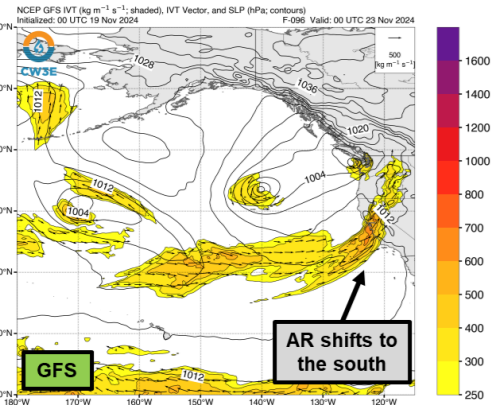 NCEP GFS IVT (kg m⁻¹ s⁻¹; shaded), IVT Vector, and SLP (hPa; contours)
Initialized: 00 UTC 19 Nov 2024
F-096 Valid: 00 UTC 23 Nov 2024
CW3E
500
[kg m⁻¹ s⁻¹]
1028
1036
1012
1020
1004
1012
1004
1012
1012
AR shifts to
the south
GFS
180°W
170°W
160°W
150°W
140°W
130°W
120°W
1600
1400
1200
1000
800
700
600
500
400
300
250